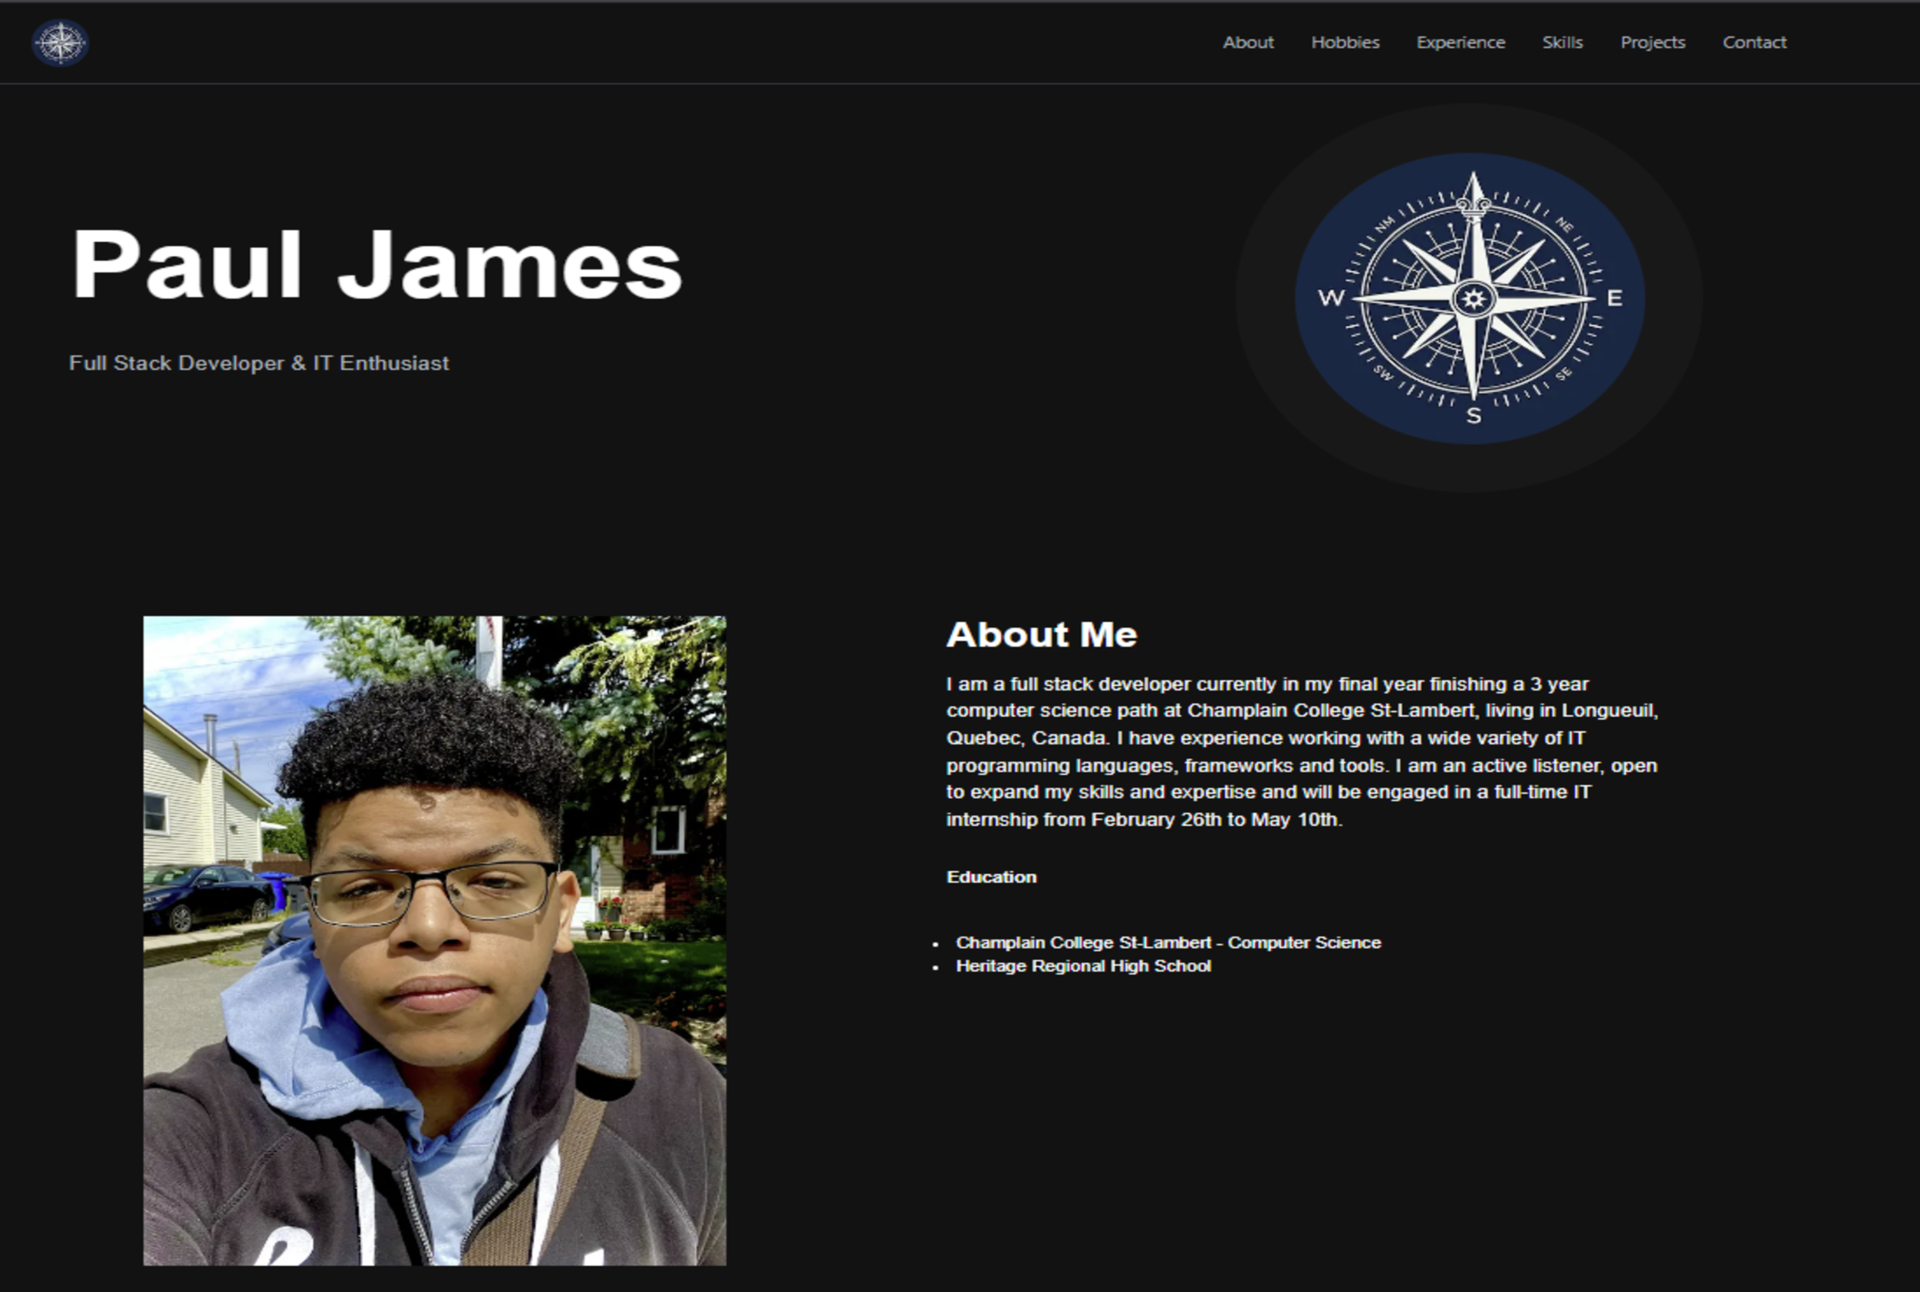 About Hobbies Experience Skills Projects Contact
Paul James
Full Stack Developer & IT Enthusiast
NM
NE
W
E
SW
SE
S
About Me
I am a full stack developer currently in my final year finishing a 3 year
computer science path at Champlain College St-Lambert, living in Longueuil,
Quebec, Canada. I have experience working with a wide variety of IT
programming languages, frameworks and tools. I am an active listener, open
to expand my skills and expertise and will be engaged in a full-time IT
internship from February 26th to May 10th.
Education
• Champlain College St-Lambert - Computer Science
• Heritage Regional High School